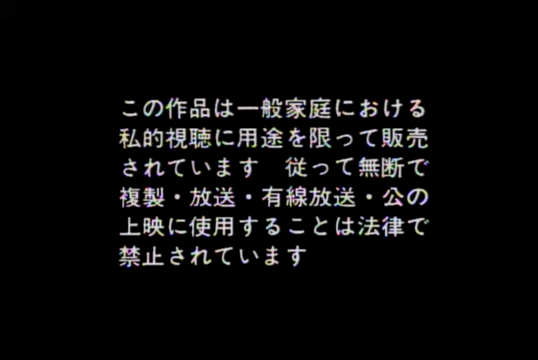 この作品は一般家庭における
私的視聴に用途を限って販売
されています　従って無断で
複製・放送・有線放送・公の
上映に使用することは法律で
禁止されています